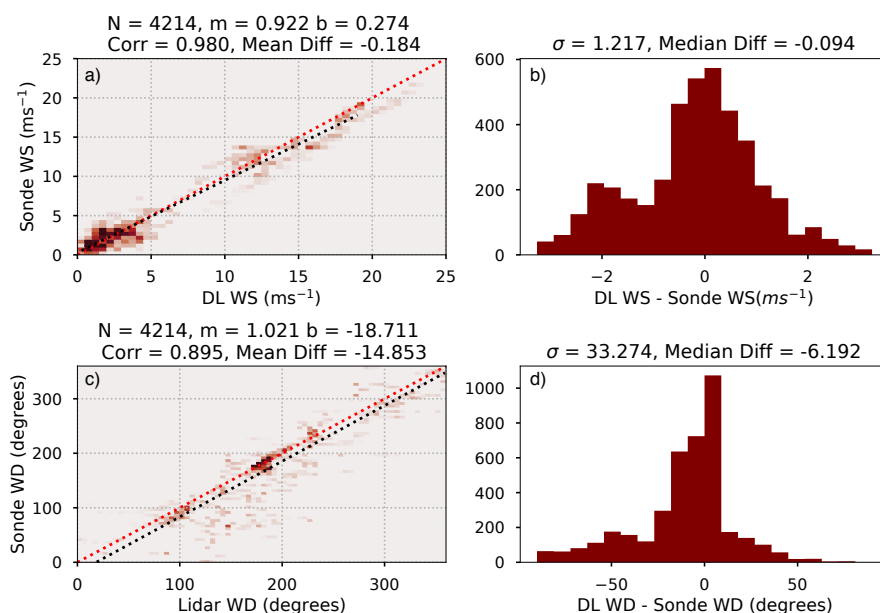 N = 4214, m = 0.922 b = 0.274
Corr = 0.980, Mean Diff = -0.184
a)
25
20
15
10
5
0
Sonde WS (ms⁻¹)
0 5 10 15 20 25
DL WS (ms⁻¹)
σ = 1.217, Median Diff = -0.094
b)
600
400
200
0
−2 0 2
DL WS - Sonde WS(ms⁻¹)
N = 4214, m = 1.021 b = -18.711
Corr = 0.895, Mean Diff = -14.853
c)
300
200
100
0
Sonde WD (degrees)
100 200 300
Lidar WD (degrees)
σ = 33.274, Median Diff = -6.192
d)
1000
800
600
400
200
0
−50 0 50
DL WD - Sonde WD (degrees)